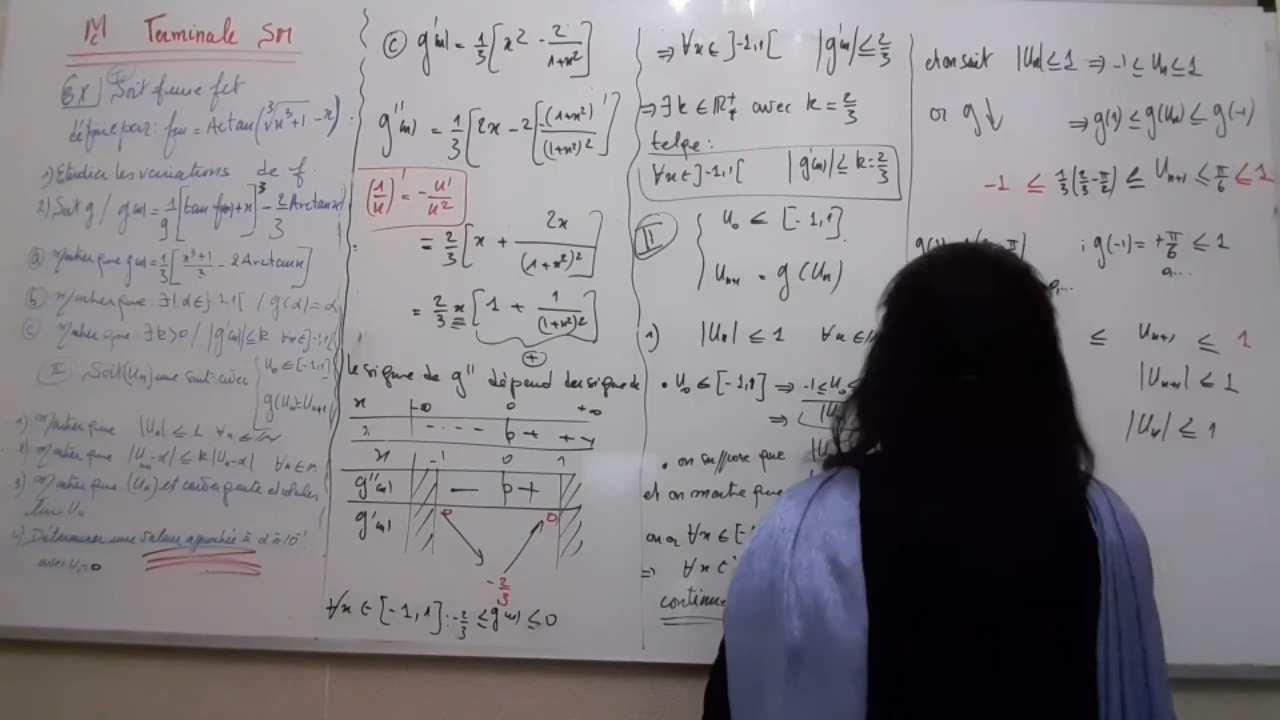 Mc Terminale SM
Ex I Soit f une fct
définie par: f(x) = Arctan(∛(x³+1) - x)
1) Etudier les variations de f.
2) Soit g / g(x) = 1/9 [tan f(x) + x]³ - 2/3 Arctan x
a) Montrer que g(x) = 1/3 [(x³+1)/3 - 2 Arctan x]
b) Montrer que: ∃! α ∈ ]-1,1[ / g(α) = α
c) Montrer que: ∃ k>0 / |g'(x)| ≤ k ∀x ∈ ]-1,1[
II Soit (Un) une suite avec { U0 ∈ [-1,1]
g(Un) = Un+1
1) Montrer que |Un| ≤ 1 ∀n ∈ IN
2) Montrer que |Un+1 - α| ≤ k|Un - α| ∀n ∈ IN
3) Montrer que (Un) est convergente et calculer
lim Un
4) Déterminer une valeur approchée à α à 10⁻¹
avec U0 = 0
c) g'(x) = 1/3 [x² - 2/(1+x²)]
g''(x) = 1/3 [2x - 2[-(1+x²)'/(1+x²)²]]
(1/u)' = -u'/u²
= 2/3 [x + 2x/(1+x²)²]
= 2/3 x [1 + 1/(1+x²)²]
+
le signe de g'' dépend du signe de
x -∞ 0 +∞
x - - - - 0 + + +
x -1 0 1
g''(x) - 0 +
g'(x) 0 0
-2/3
∀x ∈ [-1,1]: -2/3 ≤ g'(x) ≤ 0
⇒ ∀x ∈ ]-1,1[ |g'(x)| ≤ 2/3
⇒ ∃ k ∈ IR*+ avec k = 2/3
telque:
∀x ∈ ]-1,1[ |g'(x)| ≤ k = 2/3
II { U0 ∈ [-1,1].
Un+1 = g(Un)
1) |Un| ≤ 1 ∀n ∈
• U0 ∈ [-1,1] ⇒ -1 ≤ U0 ≤
⇒
• on suppose que
et on montre que
on a ∀x ∈ [-
⇒ ∀x ∈
continue
et on sait |Un| ≤ 1 ⇒ -1 ≤ Un ≤ 1
or g↓ ⇒ g(1) ≤ g(Un) ≤ g(-1)
-1 ≤ 1/3(2/3 - π/2) ≤ Un+1 ≤ π/6 ≤ 1
; g(-1) = +π/6 ≤ 1
0,...
≤ Un+1 ≤ 1
|Un+1| ≤ 1
|Un| ≤ 1